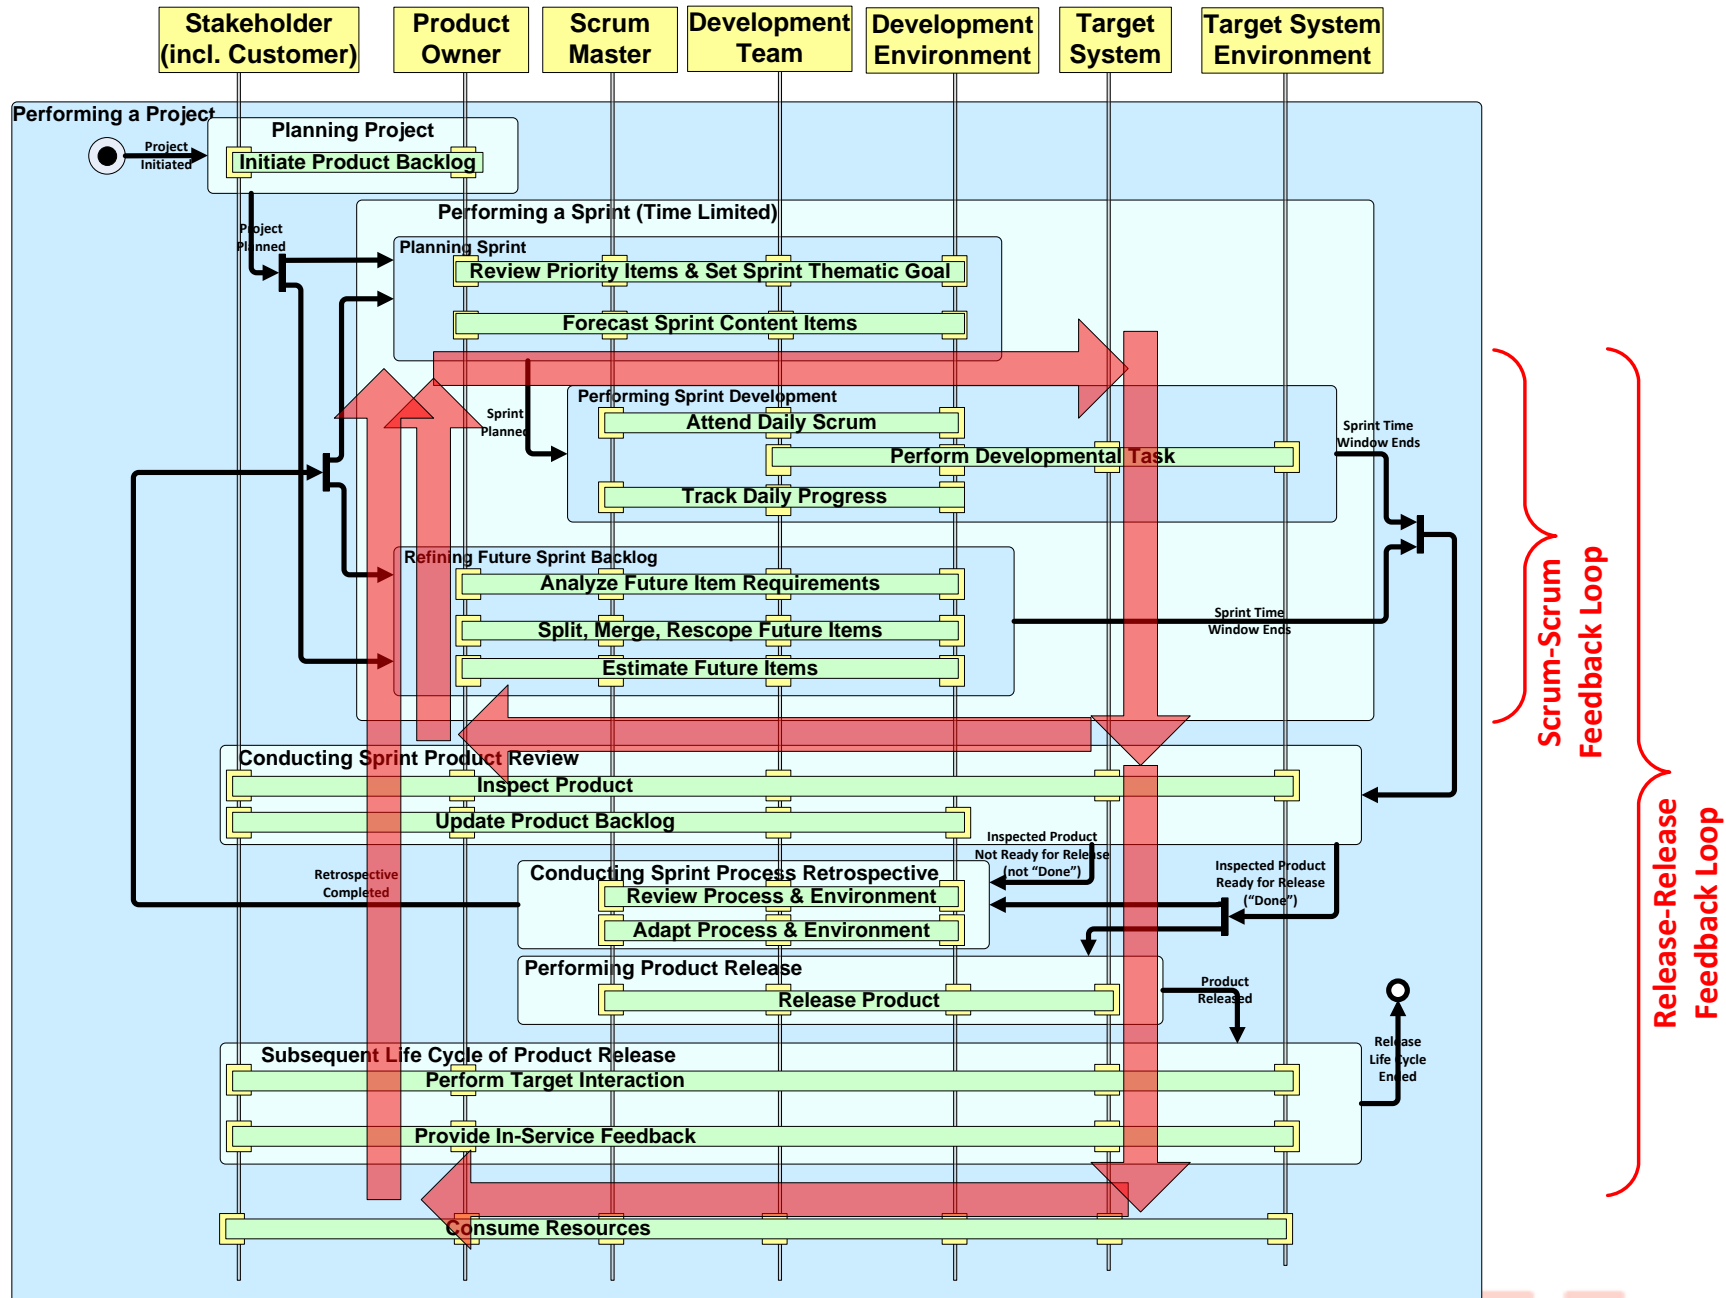 Stakeholder
(incl. Customer)
Product
Owner
Scrum
Master
Development
Team
Development
Environment
Target
System
Target System
Environment
Performing a Project
Planning Project
Project
Initiated
Initiate Product Backlog
Performing a Sprint (Time Limited)
Project
Planned
Planning Sprint
Review Priority Items & Set Sprint Thematic Goal
Forecast Sprint Content Items
Performing Sprint Development
Sprint
Planned
Attend Daily Scrum
Sprint Time
Window Ends
Perform Developmental Task
Track Daily Progress
Refining Future Sprint Backlog
Analyze Future Item Requirements
Sprint Time
Window Ends
Split, Merge, Rescope Future Items
Estimate Future Items
Scrum-Scrum
Feedback Loop
Release-Release
Feedback Loop
Conducting Sprint Product Review
Inspect Product
Update Product Backlog
Inspected Product
Not Ready for Release
(not “Done”)
Inspected Product
Ready for Release
(“Done”)
Retrospective
Completed
Conducting Sprint Process Retrospective
Review Process & Environment
Adapt Process & Environment
Performing Product Release
Release Product
Product
Released
Release
Life Cycle
Ended
Subsequent Life Cycle of Product Release
Perform Target Interaction
Provide In-Service Feedback
Consume Resources